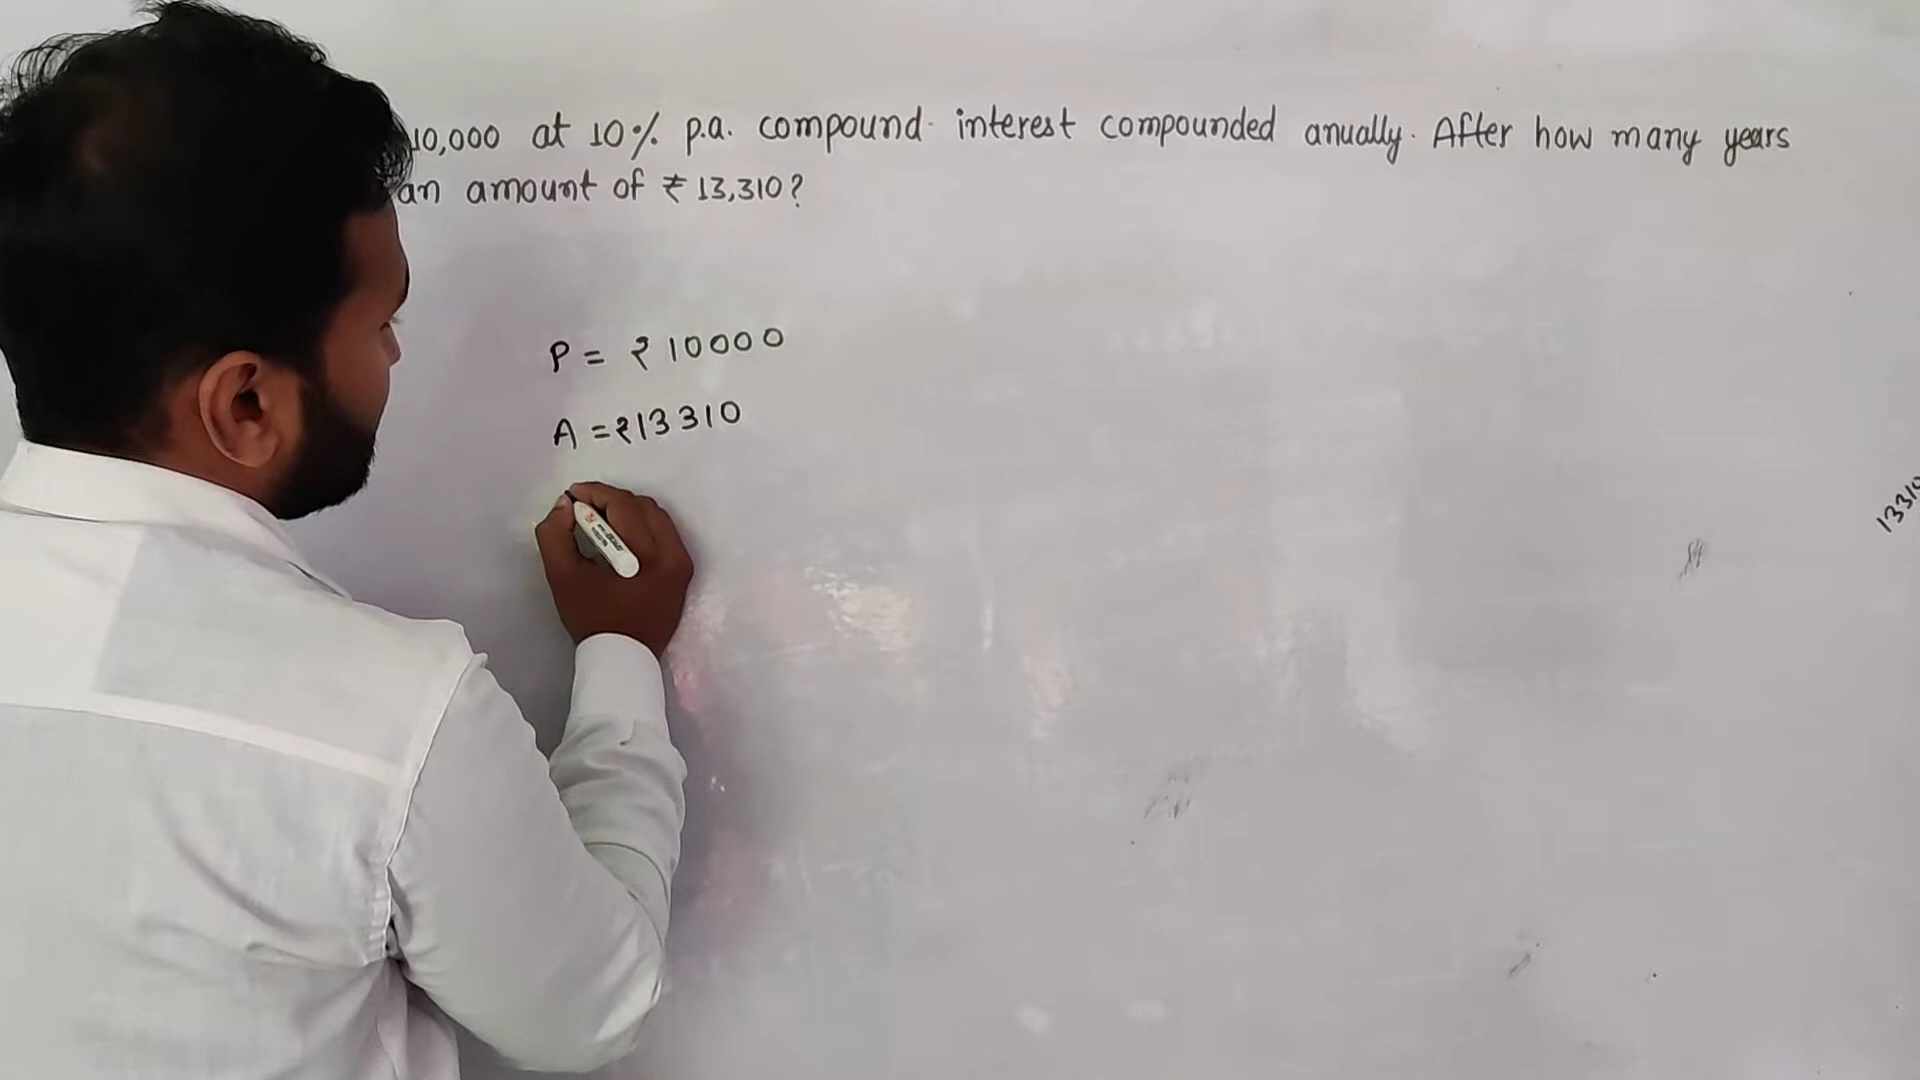 10,000 at 10% p.a. compound interest compounded anually. After how many years
an amount of ₹ 13,310?
P = ₹ 10000
A = ₹13310
13310